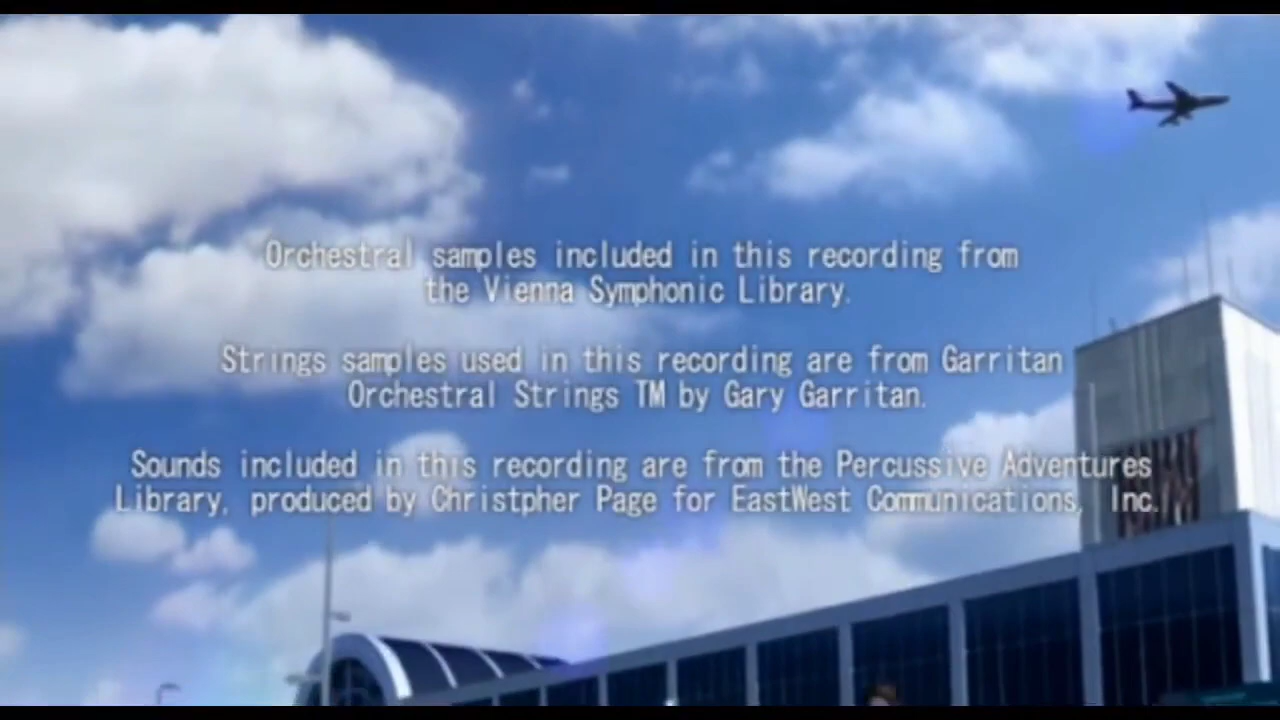 Orchestral samples included in this recording from
the Vienna Symphonic Library.
Strings samples used in this recording are from Garritan
Orchestral Strings TM by Gary Garritan.
Sounds included in this recording are from the Percussive Adventures
Library, produced by Christpher Page for EastWest Communications, Inc.